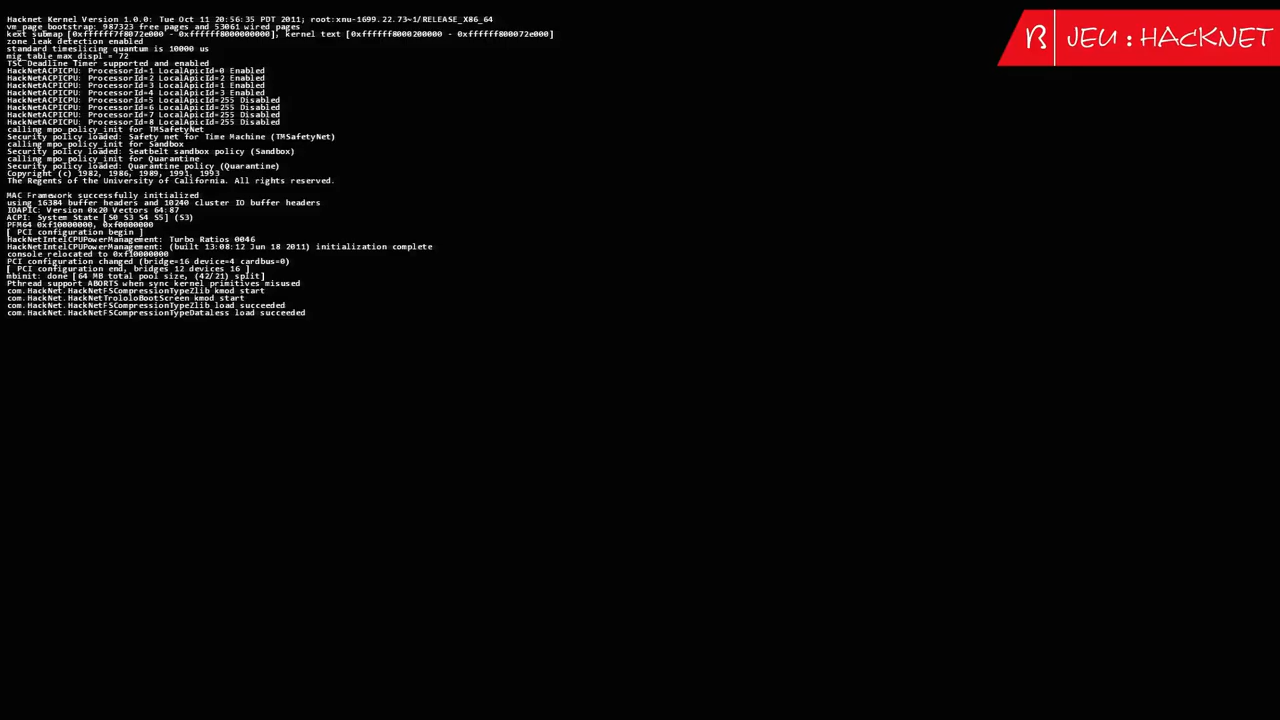 Hacknet Kernel Version 1.0.0: Tue Oct 11 20:56:35 PDT 2011; root:xnu-1699.22.73~1/RELEASE_X86_64
vm_page_bootstrap: 987323 free pages and 53061 wired pages
kext submap [0xffffff7f8072e000 - 0xffffff8000000000], kernel text [0xffffff8000200000 - 0xffffff800072e000]
zone leak detection enabled
standard timeslicing quantum is 10000 us
mig_table_max_displ = 72
TSC Deadline Timer supported and enabled
HackNetACPICPU: ProcessorId=1 LocalApicId=0 Enabled
HackNetACPICPU: ProcessorId=2 LocalApicId=2 Enabled
HackNetACPICPU: ProcessorId=3 LocalApicId=1 Enabled
HackNetACPICPU: ProcessorId=4 LocalApicId=3 Enabled
HackNetACPICPU: ProcessorId=5 LocalApicId=255 Disabled
HackNetACPICPU: ProcessorId=6 LocalApicId=255 Disabled
HackNetACPICPU: ProcessorId=7 LocalApicId=255 Disabled
HackNetACPICPU: ProcessorId=8 LocalApicId=255 Disabled
calling mpo_policy_init for TMSafetyNet
Security policy loaded: Safety net for Time Machine (TMSafetyNet)
calling mpo_policy_init for Sandbox
Security policy loaded: Seatbelt sandbox policy (Sandbox)
calling mpo_policy_init for Quarantine
Security policy loaded: Quarantine policy (Quarantine)
Copyright (c) 1982, 1986, 1989, 1991, 1993
The Regents of the University of California. All rights reserved.
MAC Framework successfully initialized
using 16384 buffer headers and 10240 cluster IO buffer headers
IOAPIC: Version 0x20 Vectors 64:87
ACPI: System State [S0 S3 S4 S5] (S3)
PFM64 0xf10000000, 0xf0000000
[ PCI configuration begin ]
HackNetIntelCPUPowerManagement: Turbo Ratios 0046
HackNetIntelCPUPowerManagement: (built 13:08:12 Jun 18 2011) initialization complete
console relocated to 0xf10000000
PCI configuration changed (bridge=16 device=4 cardbus=0)
[ PCI configuration end, bridges 12 devices 16 ]
mbinit: done [64 MB total pool size, (42/21) split]
Pthread support ABORTS when sync kernel primitives misused
com.HackNet.HackNetFSCompressionTypeZlib kmod start
com.HackNet.HackNetTrololoBootScreen kmod start
com.HackNet.HackNetFSCompressionTypeZlib load succeeded
com.HackNet.HackNetFSCompressionTypeDataless load succeeded
JEU : HACKNET